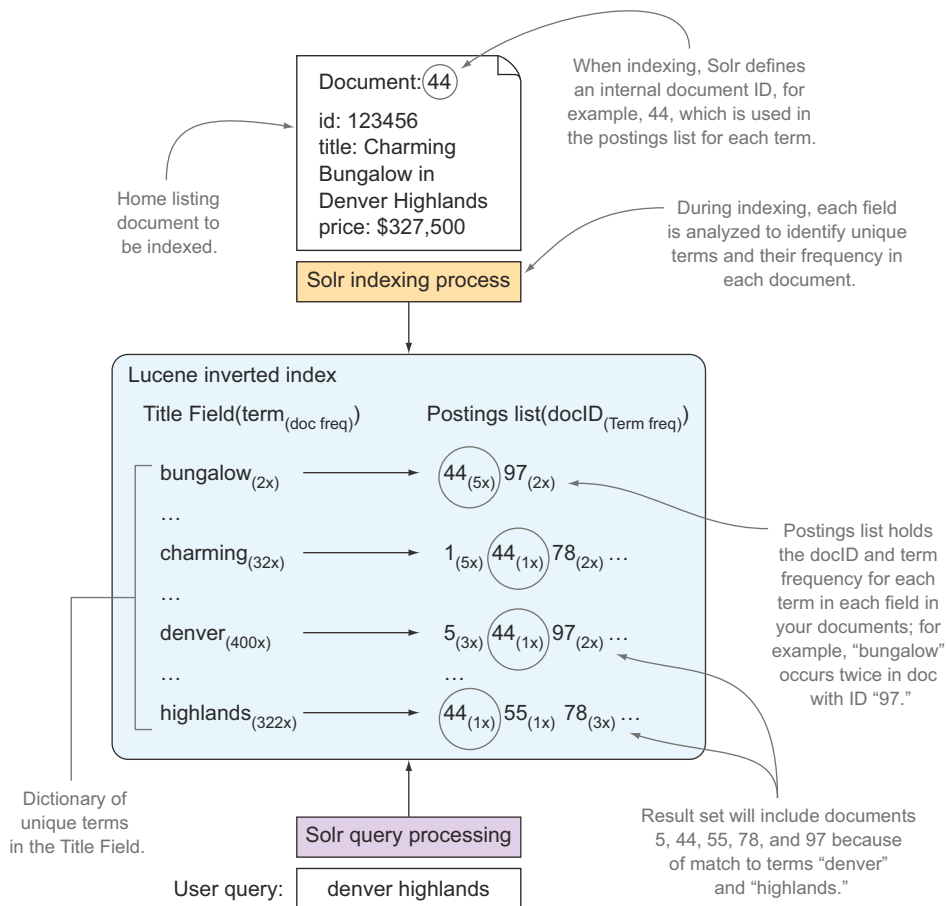 Document: 44
id: 123456
title: Charming
Bungalow in
Denver Highlands
price: $327,500
When indexing, Solr defines
an internal document ID, for
example, 44, which is used in
the postings list for each term.
Home listing
document to
be indexed.
During indexing, each field
is analyzed to identify unique
terms and their frequency in
each document.
Solr indexing process
Lucene inverted index
Title Field(term(doc freq))
Postings list(docID(Term freq))
bungalow(2x)
44(5x) 97(2x)
…
charming(32x)
1(5x) 44(1x) 78(2x) …
…
denver(400x)
5(3x) 44(1x) 97(2x) …
…
…
highlands(322x)
44(1x) 55(1x) 78(3x) …
Postings list holds
the docID and term
frequency for each
term in each field in
your documents; for
example, “bungalow”
occurs twice in doc
with ID “97.”
Dictionary of
unique terms
in the Title Field.
Solr query processing
User query: denver highlands
Result set will include documents
5, 44, 55, 78, and 97 because
of match to terms “denver”
and “highlands.”